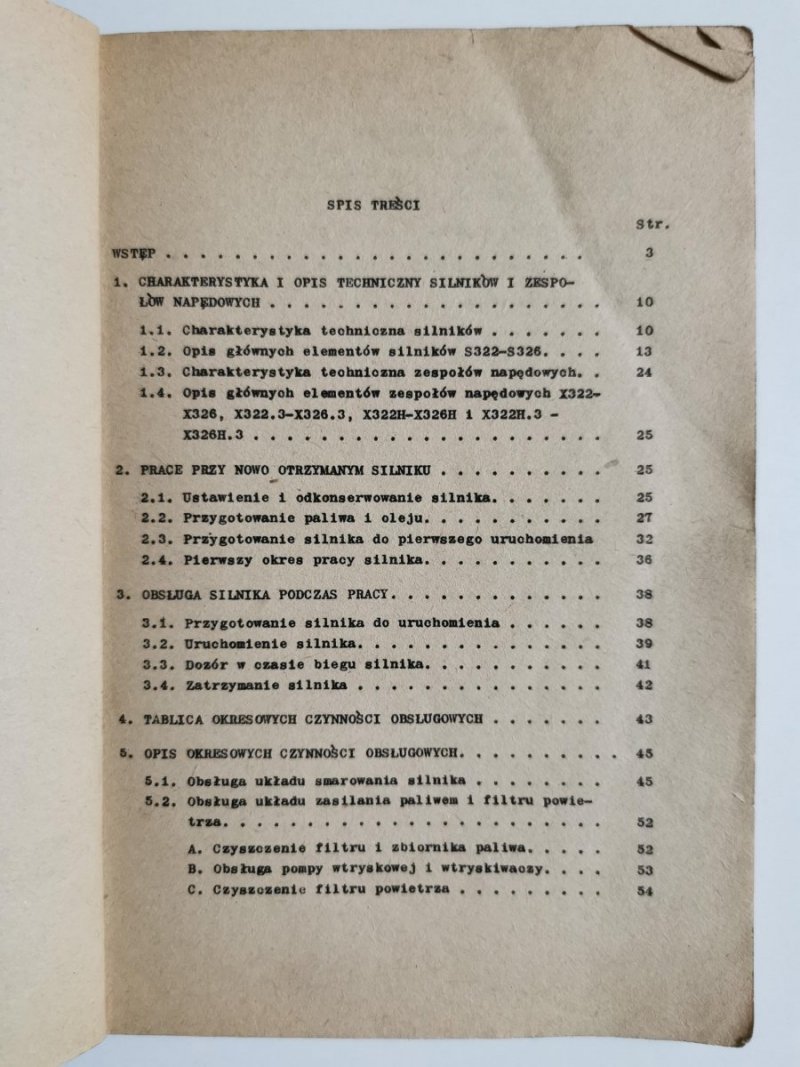 SPIS TREŚCI
Str.
WSTĘP . . . . . . . . . . . . . . . . . . . . . . . . . 3
1. CHARAKTERYSTYKA I OPIS TECHNICZNY SILNIKÓW I ZESPO-
ŁÓW NAPĘDOWYCH . . . . . . . . . . . . . . . . . . . 10
1.1. Charakterystyka techniczna silników . . . . . . . 10
1.2. Opis głównych elementów silników S322-S326. . . . 13
1.3. Charakterystyka techniczna zespołów napędowych. . 24
1.4. Opis głównych elementów zespołów napędowych X322-
X326, X322.3-X326.3, X322H-X326H i X322H.3 -
X326H.3 . . . . . . . . . . . . . . . . . . . . . 25
2. PRACE PRZY NOWO OTRZYMANYM SILNIKU . . . . . . . . . . 25
2.1. Ustawienie i odkonserwowanie silnika. . . . . . . 25
2.2. Przygotowanie paliwa i oleju. . . . . . . . . . . 27
2.3. Przygotowanie silnika do pierwszego uruchomienia 32
2.4. Pierwszy okres pracy silnika. . . . . . . . . . . 36
3. OBSŁUGA SILNIKA PODCZAS PRACY. . . . . . . . . . . . . 38
3.1. Przygotowanie silnika do uruchomienia . . . . . . 38
3.2. Uruchomienie silnika. . . . . . . . . . . . . . . 39
3.3. Dozór w czasie biegu silnika. . . . . . . . . . . 41
3.4. Zatrzymanie silnika . . . . . . . . . . . . . . . 42
4. TABLICA OKRESOWYCH CZYNNOŚCI OBSŁUGOWYCH . . . . . . . 43
5. OPIS OKRESOWYCH CZYNNOŚCI OBSŁUGOWYCH. . . . . . . . . . 45
5.1. Obsługa układu smarowania silnika . . . . . . . . 45
5.2. Obsługa układu zasilania paliwem i filtru powie-
trza. . . . . . . . . . . . . . . . . . . . . . . 52
A. Czyszczenie filtru i zbiornika paliwa. . . . . 52
B. Obsługa pompy wtryskowej i wtryskiwaczy. . . . 53
C. Czyszczenie filtru powietrza . . . . . . . . . 54